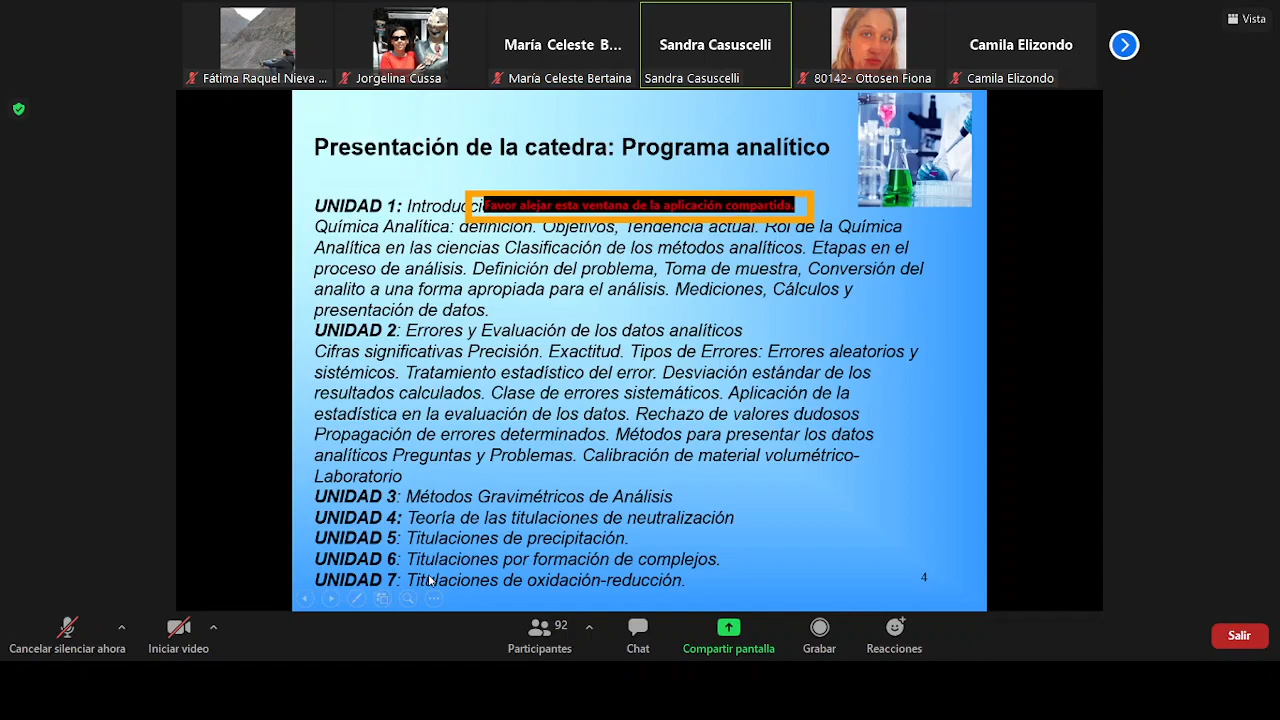 María Celeste B...
Sandra Casuscelli
Camila Elizondo
Vista
Fátima Raquel Nieva ...
Jorgelina Cussa
María Celeste Bertaina
Sandra Casuscelli
80142- Ottosen Fiona
Camila Elizondo
Presentación de la catedra: Programa analítico
UNIDAD 1: Introducci
Favor alejar esta ventana de la aplicación compartida.
Química Analítica: definición. Objetivos, Tendencia actual. Rol de la Química
Analítica en las ciencias Clasificación de los métodos analíticos. Etapas en el
proceso de análisis. Definición del problema, Toma de muestra, Conversión del
analito a una forma apropiada para el análisis. Mediciones, Cálculos y
presentación de datos.
UNIDAD 2: Errores y Evaluación de los datos analíticos
Cifras significativas Precisión. Exactitud. Tipos de Errores: Errores aleatorios y
sistémicos. Tratamiento estadístico del error. Desviación estándar de los
resultados calculados. Clase de errores sistemáticos. Aplicación de la
estadística en la evaluación de los datos. Rechazo de valores dudosos
Propagación de errores determinados. Métodos para presentar los datos
analíticos Preguntas y Problemas. Calibración de material volumétrico-
Laboratorio
UNIDAD 3: Métodos Gravimétricos de Análisis
UNIDAD 4: Teoría de las titulaciones de neutralización
UNIDAD 5: Titulaciones de precipitación.
UNIDAD 6: Titulaciones por formación de complejos.
UNIDAD 7: Titulaciones de oxidación-reducción.
4
92
Cancelar silenciar ahora
Iniciar video
Participantes
Chat
Compartir pantalla
Grabar
Reacciones
Salir